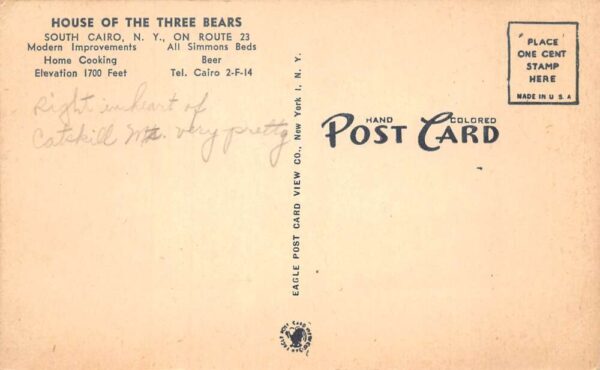 HOUSE OF THE THREE BEARS
SOUTH CAIRO, N. Y., ON ROUTE 23
Modern Improvements All Simmons Beds
Home Cooking Beer
Elevation 1700 Feet Tel. Cairo 2-F-14
Right in heart of
Catskill Mts. very pretty
EAGLE POST CARD VIEW CO., New York 1, N. Y.
HAND COLORED
POST CARD
PLACE
ONE CENT
STAMP
HERE
MADE IN U S A